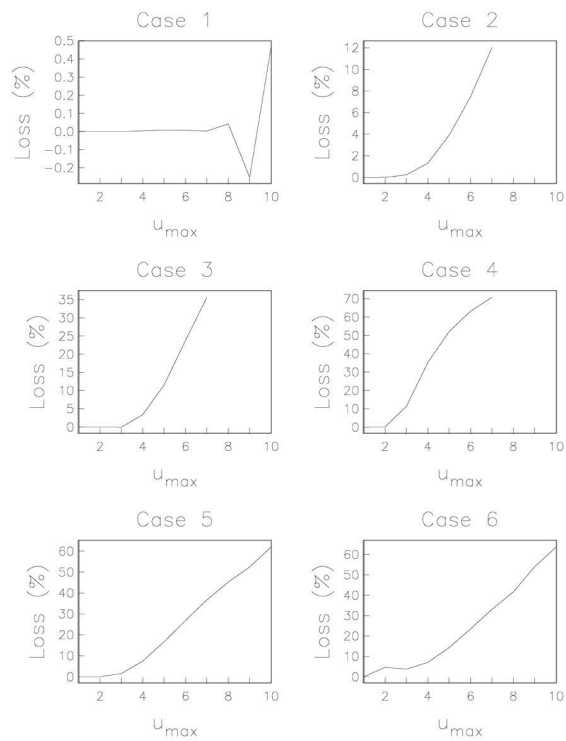 Case 1
0.5
0.4
0.3
0.2
0.1
0.0
−0.1
−0.2
Loss (%)
2 4 6 8 10
u_max
Case 2
12
10
8
6
4
2
0
Loss (%)
2 4 6 8 10
u_max
Case 3
35
30
25
20
15
10
5
0
Loss (%)
2 4 6 8 10
u_max
Case 4
70
60
50
40
30
20
10
0
Loss (%)
2 4 6 8 10
u_max
Case 5
60
50
40
30
20
10
0
Loss (%)
2 4 6 8 10
u_max
Case 6
60
50
40
30
20
10
0
Loss (%)
2 4 6 8 10
u_max